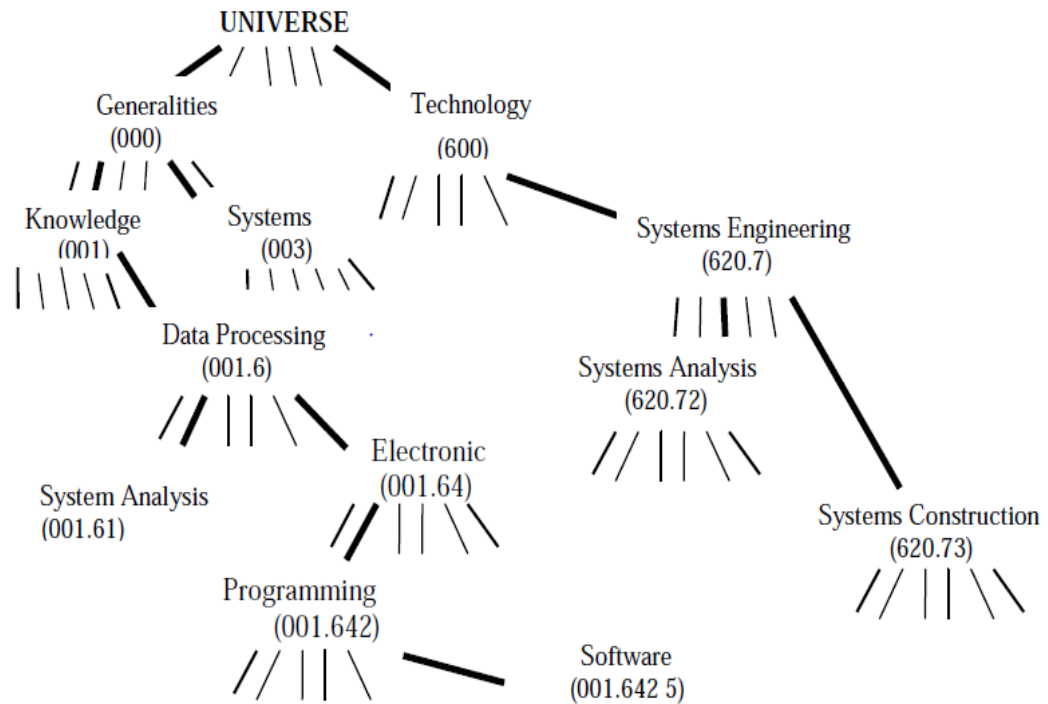 UNIVERSE
Generalities
(000)
Technology
(600)
Knowledge
(001)
Systems
(003)
Systems Engineering
(620.7)
Data Processing
(001.6)
Systems Analysis
(620.72)
Electronic
(001.64)
System Analysis
(001.61)
Systems Construction
(620.73)
Programming
(001.642)
Software
(001.642 5)